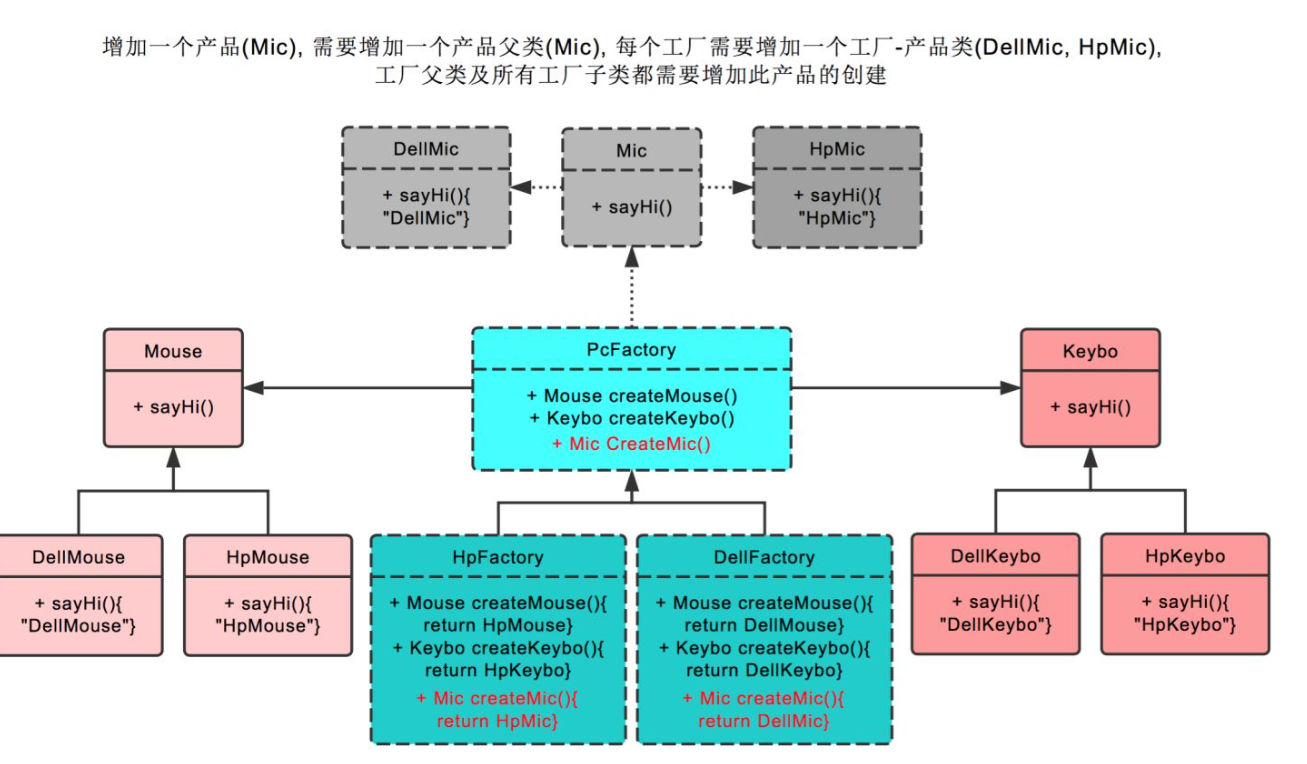 增加一个产品(Mic), 需要增加一个产品父类(Mic), 每个工厂需要增加一个工厂-产品类(DellMic, HpMic),
工厂父类及所有工厂子类都需要增加此产品的创建
DellMic
+ sayHi(){
"DellMic"}
Mic
+ sayHi()
HpMic
+ sayHi(){
"HpMic"}
Mouse
+ sayHi()
PcFactory
+ Mouse createMouse()
+ Keybo createKeybo()
+ Mic CreateMic()
Keybo
+ sayHi()
DellMouse
+ sayHi(){
"DellMouse"}
HpMouse
+ sayHi(){
"HpMouse"}
HpFactory
+ Mouse createMouse(){
return HpMouse}
+ Keybo createKeybo(){
return HpKeybo}
+ Mic createMic(){
return HpMic}
DellFactory
+ Mouse createMouse(){
return DellMouse}
+ Keybo createKeybo(){
return DellKeybo}
+ Mic createMic(){
return DellMic}
DellKeybo
+ sayHi(){
"DellKeybo"}
HpKeybo
+ sayHi(){
"HpKeybo"}